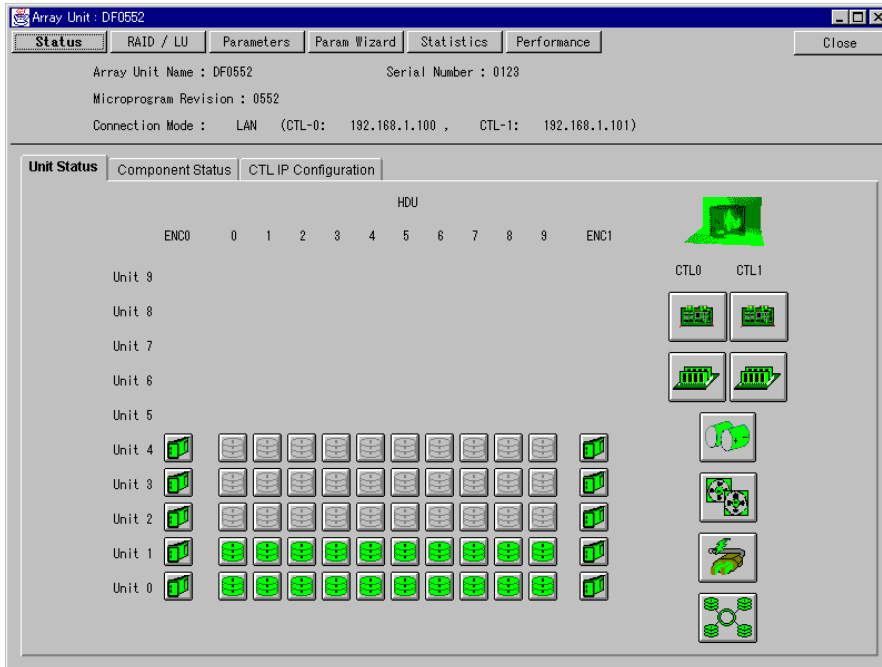 Array Unit : DF0552
Status RAID / LU Parameters Param Wizard Statistics Performance Close
Array Unit Name : DF0552 Serial Number : 0123
Microprogram Revision : 0552
Connection Mode : LAN (CTL-0: 192.168.1.100 , CTL-1: 192.168.1.101)
Unit Status Component Status CTL IP Configuration
HDU
ENC0 0 1 2 3 4 5 6 7 8 9 ENC1
CTL0 CTL1
Unit 9
Unit 8
Unit 7
Unit 6
Unit 5
Unit 4
Unit 3
Unit 2
Unit 1
Unit 0